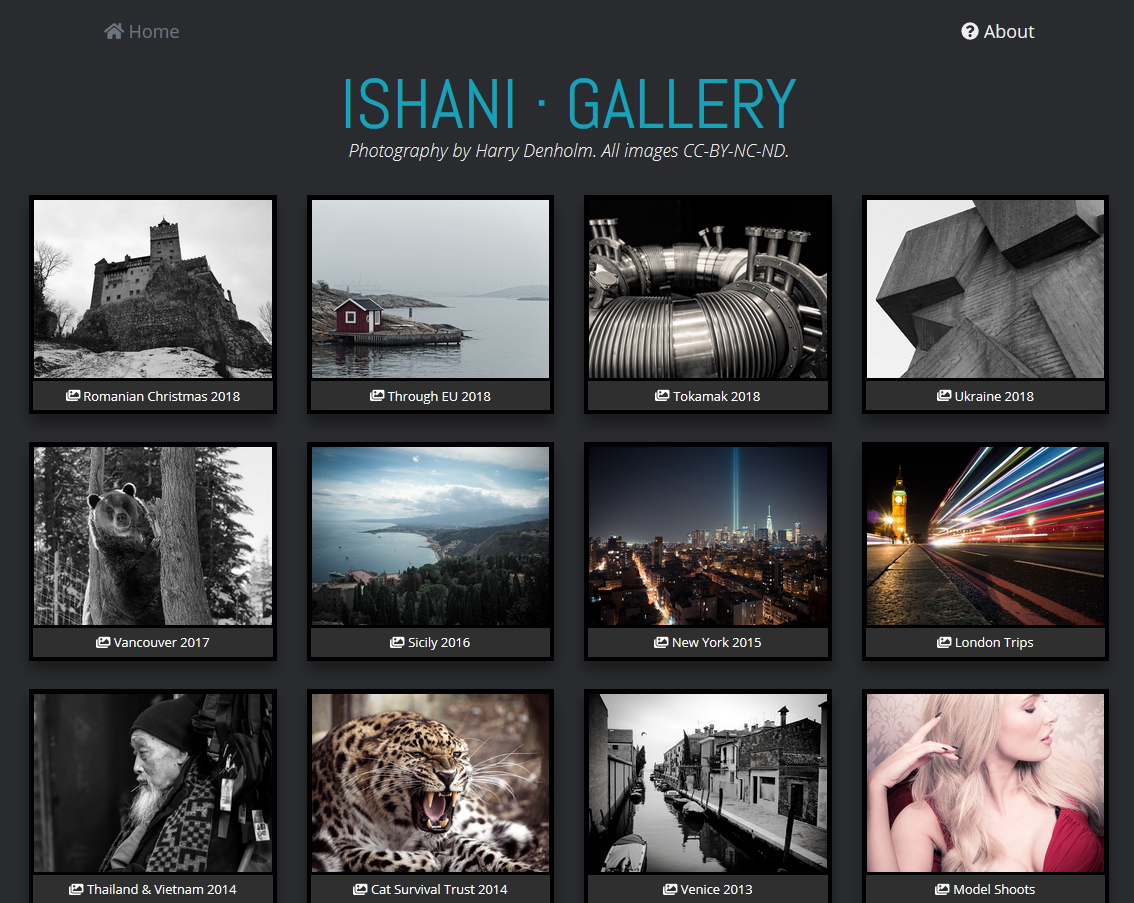 Home
About
ISHANI · GALLERY
Photography by Harry Denholm. All images CC-BY-NC-ND.
Romanian Christmas 2018
Through EU 2018
Tokamak 2018
Ukraine 2018
Vancouver 2017
Sicily 2016
New York 2015
London Trips
Thailand & Vietnam 2014
Cat Survival Trust 2014
Venice 2013
Model Shoots